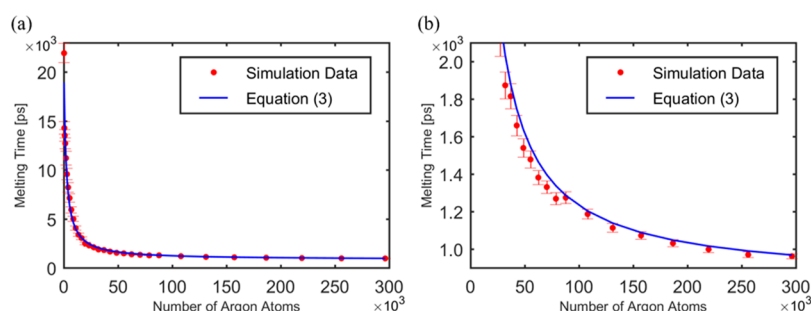 (a)
×10³
20
15
10
5
0
Melting Time [ps]
Simulation Data
Equation (3)
0 50 100 150 200 250 300
Number of Argon Atoms
×10³
(b)
×10³
2.0
1.8
1.6
1.4
1.2
1.0
Melting Time [ps]
Simulation Data
Equation (3)
0 50 100 150 200 250 300
Number of Argon Atoms
×10³